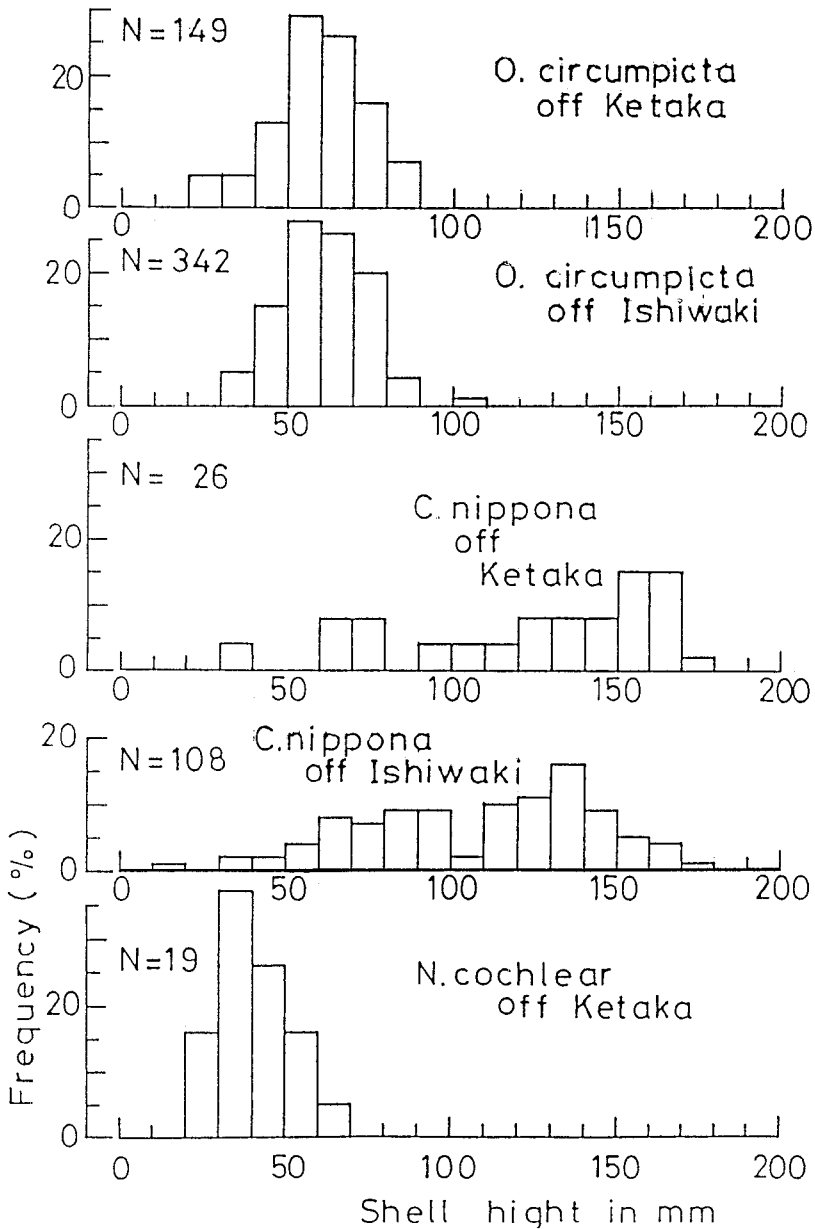 N=149
O. circumpicta
off Ketaka
20
0
0 50 100 150 200
N=342
O. circumpicta
off Ishiwaki
20
0
0 50 100 150 200
N= 26
C. nippona
off
Ketaka
20
0
0 50 100 150 200
20
N=108
C.nippona
off Ishiwaki
0
0 50 100 150 200
N=19
N.cochlear
off Ketaka
20
0
0 50 100 150 200
Frequency (%)
Shell hight in mm